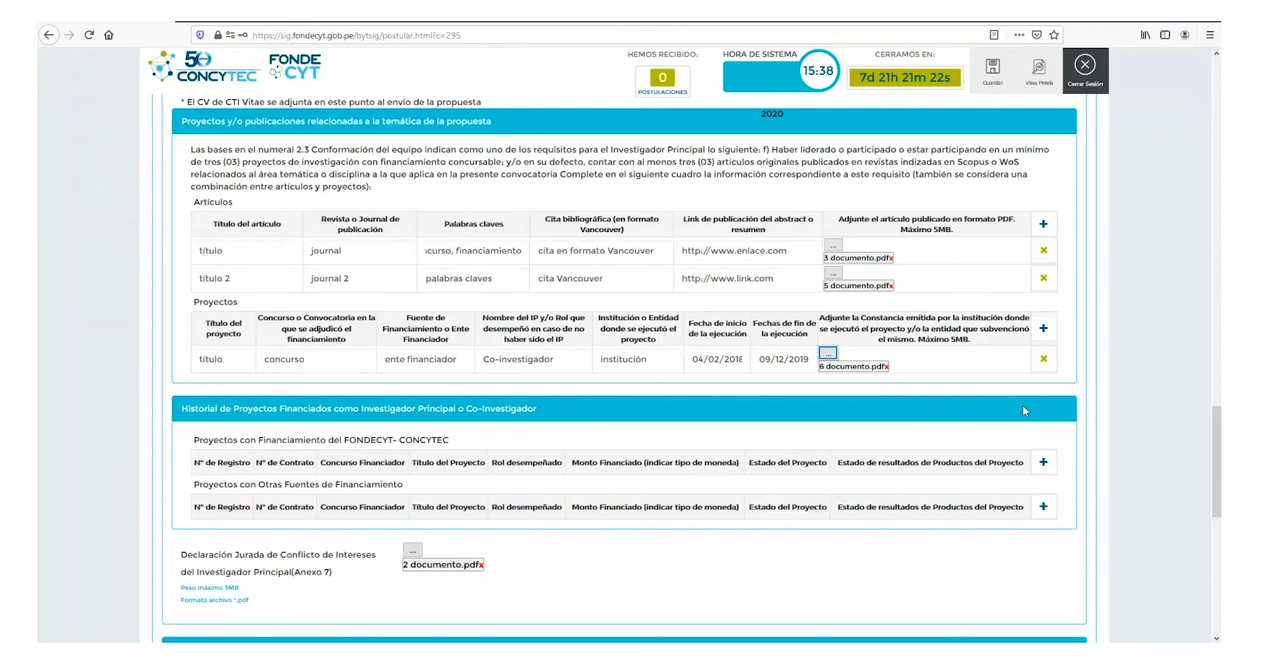 https://sig.fondecyt.gob.pe/bytsig/postular.html?c=295
50
CONCYTEC
FONDE
CYT
HEMOS RECIBIDO:
0
POSTULACIONES
HORA DE SISTEMA
15:38
2020
CERRAMOS EN:
7d 21h 21m 22s
Guardar
Vista Previa
Cerrar Sesión
* El CV de CTI Vitae se adjunta en este punto al envío de la propuesta
Proyectos y/o publicaciones relacionadas a la temática de la propuesta
Las bases en el numeral 2.3 Conformación del equipo indican como uno de los requisitos para el Investigador Principal lo siguiente: f) Haber liderado o participado o estar participando en un mínimo
de tres (03) proyectos de investigación con financiamiento concursable; y/o en su defecto, contar con al menos tres (03) artículos originales publicados en revistas indizadas en Scopus o WoS
relacionados al área temática o disciplina a la que aplica en la presente convocatoria Complete en el siguiente cuadro la información correspondiente a este requisito (también se considera una
combinación entre artículos y proyectos):
Artículos
Título del artículo
Revista o Journal de
publicación
Palabras claves
Cita bibliográfica (en formato
Vancouver)
Link de publicación del abstract o
resumen
Adjunte el artículo publicado en formato PDF.
Máximo 5MB.
+
título
journal
ıcurso, financiamiento
cita en formato Vancouver
http://www.enlace.com
...
3 documento.pdfx
x
título 2
journal 2
palabras claves
cita Vancouver
http://www.link.com
...
5 documento.pdfx
x
Proyectos
Título del
proyecto
Concurso o Convocatoria en la
que se adjudicó el
financiamiento
Fuente de
Financiamiento o Ente
Financiador
Nombre del IP y/o Rol que
desempeñó en caso de no
haber sido el IP
Institución o Entidad
donde se ejecutó el
proyecto
Fecha de inicio
de la ejecución
Fechas de fin de
la ejecución
Adjunte la Constancia emitida por la institución donde
se ejecutó el proyecto y/o la entidad que subvencionó
el mismo. Máximo 5MB.
+
título
concurso
ente financiador
Co-investigador
institución
04/02/2018
09/12/2019
...
6 documento.pdfx
x
Historial de Proyectos Financiados como Investigador Principal o Co-Investigador
Proyectos con Financiamiento del FONDECYT- CONCYTEC
N° de Registro N° de Contrato Concurso Financiador Título del Proyecto Rol desempeñado Monto Financiado (indicar tipo de moneda) Estado del Proyecto Estado de resultados de Productos del Proyecto +
Proyectos con Otras Fuentes de Financiamiento
N° de Registro N° de Contrato Concurso Financiador Título del Proyecto Rol desempeñado Monto Financiado (indicar tipo de moneda) Estado del Proyecto Estado de resultados de Productos del Proyecto +
Declaración Jurada de Conflicto de Intereses
del Investigador Principal(Anexo 7)
...
2 documento.pdfx
Peso máximo 3MB
Formato archivo *.pdf